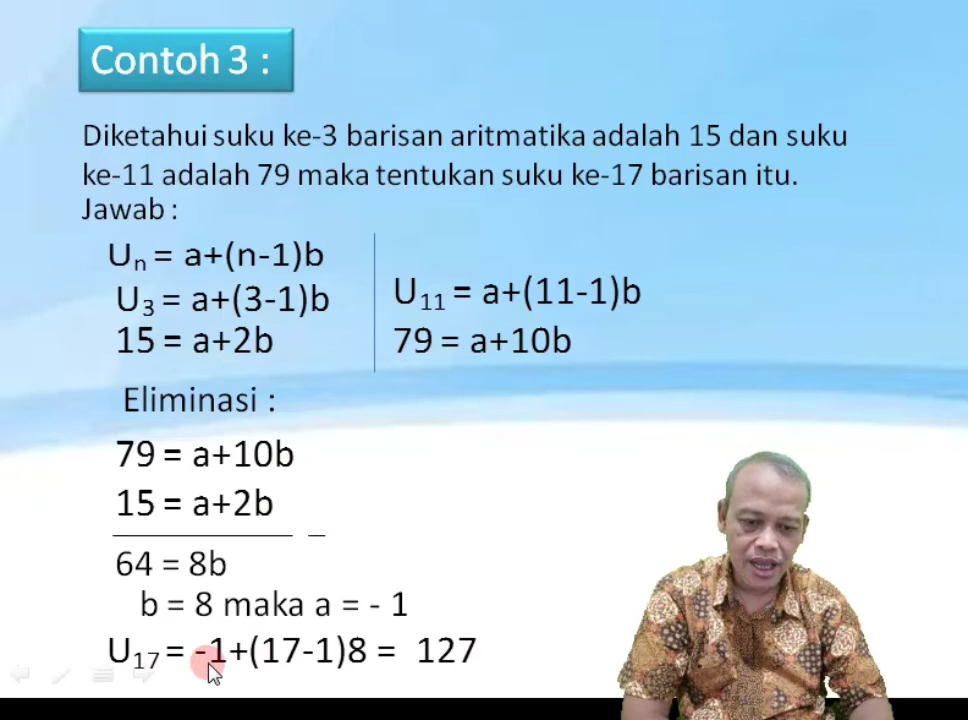 Contoh 3 :
Diketahui suku ke-3 barisan aritmatika adalah 15 dan suku
ke-11 adalah 79 maka tentukan suku ke-17 barisan itu.
Jawab :
Uₙ = a+(n-1)b
U₃ = a+(3-1)b
15 = a+2b
U₁₁ = a+(11-1)b
79 = a+10b
Eliminasi :
79 = a+10b
15 = a+2b
64 = 8b
b = 8 maka a = - 1
U₁₇ = -1+(17-1)8 = 127